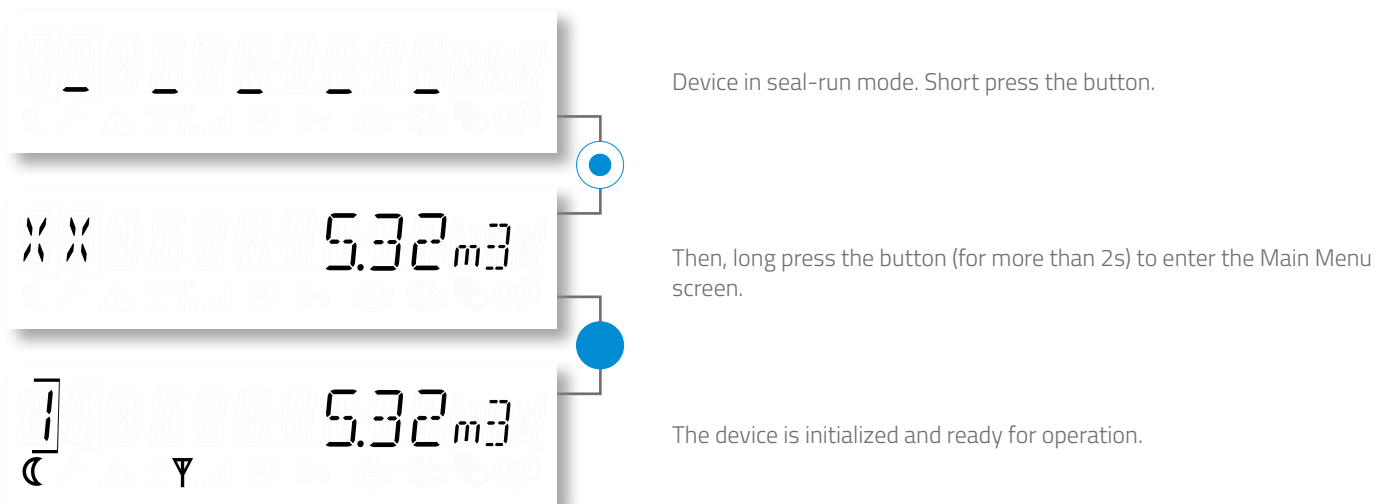 _ _ _ _ _
Device in seal-run mode. Short press the button.
XX 5.32 m3
Then, long press the button (for more than 2s) to enter the Main Menu
screen.
1 5.32 m3
The device is initialized and ready for operation.